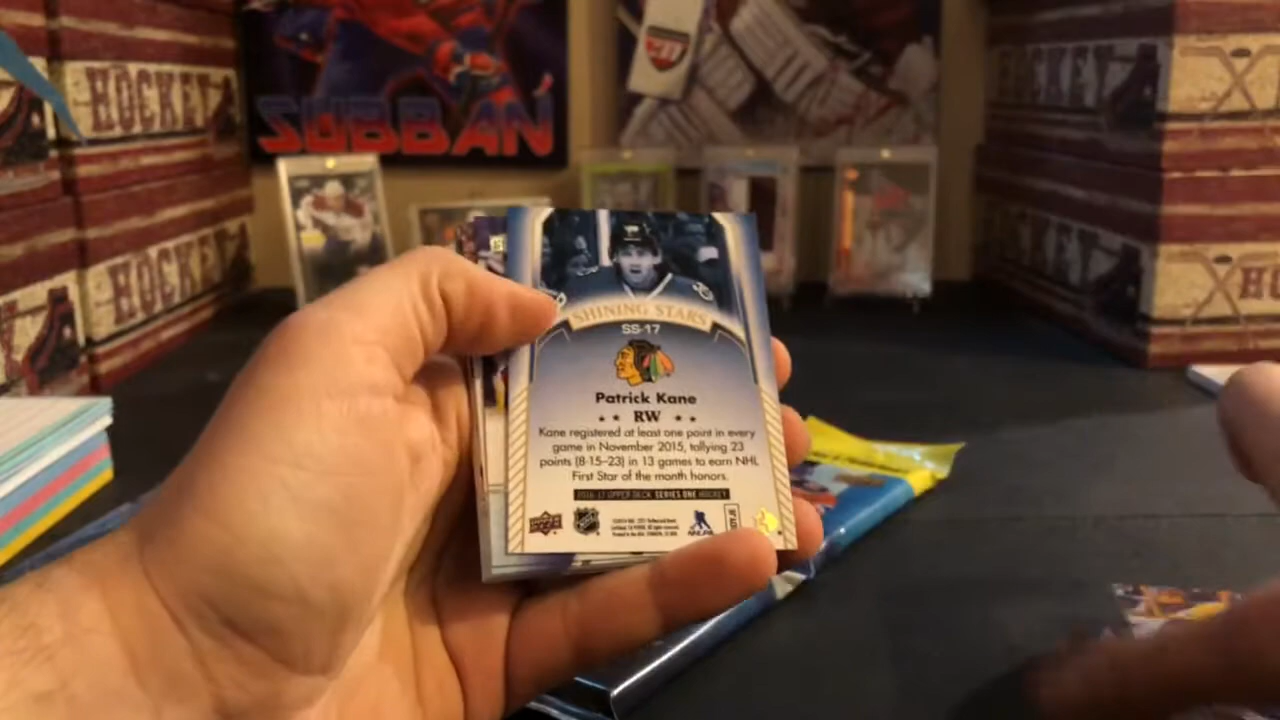 HOCKEY
SUBBAN
HOCKEY
HOCKEY
SHINING STARS
SS-17
Patrick Kane
RW
Kane registered at least one point in every
game in November 2015, tallying 23
points (8-15–23) in 13 games to earn NHL
First Star of the month honors.
2016-17 UPPER DECK SERIES ONE HOCKEY